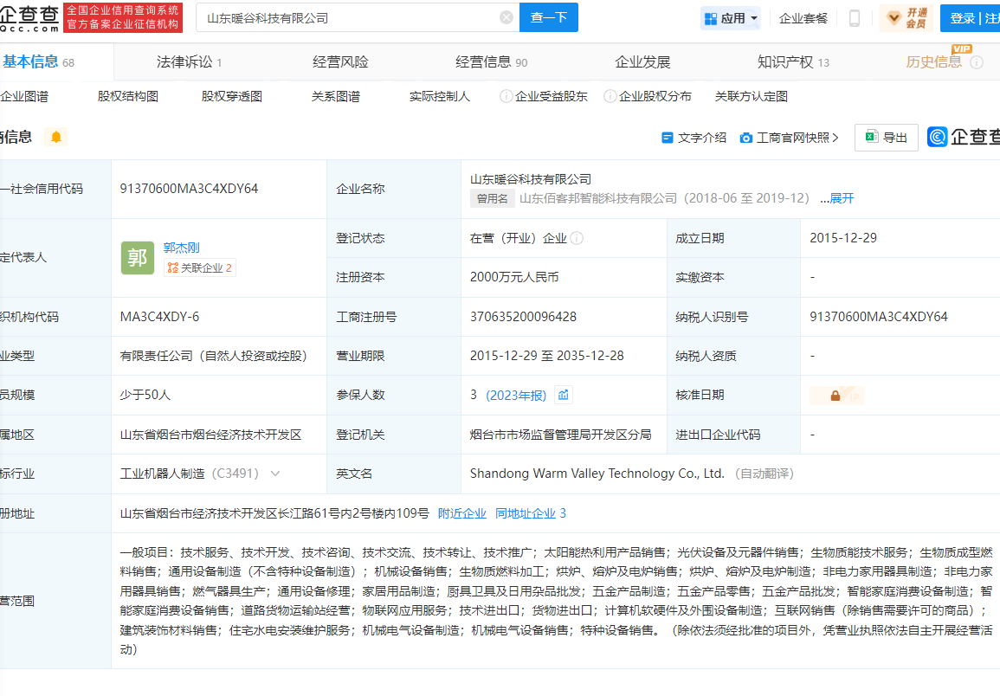 企查查
Qcc.com
全国企业信用查询系统
官方备案企业征信机构
山东暖谷科技有限公司
查一下
应用
企业套餐
开通
会员
登录 | 注
基本信息 68
法律诉讼 1
经营风险
经营信息 90
企业发展
知识产权 13
历史信息
VIP
企业图谱
股权结构图
股权穿透图
关系图谱
实际控制人
企业受益股东
企业股权分布
关联方认定图
商信息
文字介绍
工商官网快照
导出
企查查
一社会信用代码
91370600MA3C4XDY64
企业名称
山东暖谷科技有限公司
曾用名 山东佰客邦智能科技有限公司（2018-06 至 2019-12） ...展开
定代表人
郭
郭杰刚
关联企业 2
登记状态
在营（开业）企业
成立日期
2015-12-29
注册资本
2000万元人民币
实缴资本
-
织机构代码
MA3C4XDY-6
工商注册号
370635200096428
纳税人识别号
91370600MA3C4XDY64
业类型
有限责任公司（自然人投资或控股）
营业期限
2015-12-29 至 2035-12-28
纳税人资质
-
员规模
少于50人
参保人数
3 (2023年报)
核准日期
属地区
山东省烟台市烟台经济技术开发区
登记机关
烟台市市场监督管理局开发区分局
进出口企业代码
-
标行业
工业机器人制造（C3491）
英文名
Shandong Warm Valley Technology Co., Ltd. （自动翻译）
册地址
山东省烟台市经济技术开发区长江路61号内2号楼内109号 附近企业 同地址企业 3
营范围
一般项目：技术服务、技术开发、技术咨询、技术交流、技术转让、技术推广；太阳能热利用产品销售；光伏设备及元器件销售；生物质能技术服务；生物质成型燃
料销售；通用设备制造（不含特种设备制造）；机械设备销售；生物质燃料加工；烘炉、熔炉及电炉销售；烘炉、熔炉及电炉制造；非电力家用器具制造；非电力家
用器具销售；燃气器具生产；通用设备修理；家居用品制造；厨具卫具及日用杂品批发；五金产品制造；五金产品零售；五金产品批发；智能家庭消费设备制造；智
能家庭消费设备销售；道路货物运输站经营；物联网应用服务；技术进出口；货物进出口；计算机软硬件及外围设备制造；互联网销售（除销售需要许可的商品）；
建筑装饰材料销售；住宅水电安装维护服务；机械电气设备制造；机械电气设备销售；特种设备销售。（除依法须经批准的项目外，凭营业执照依法自主开展经营活
动）